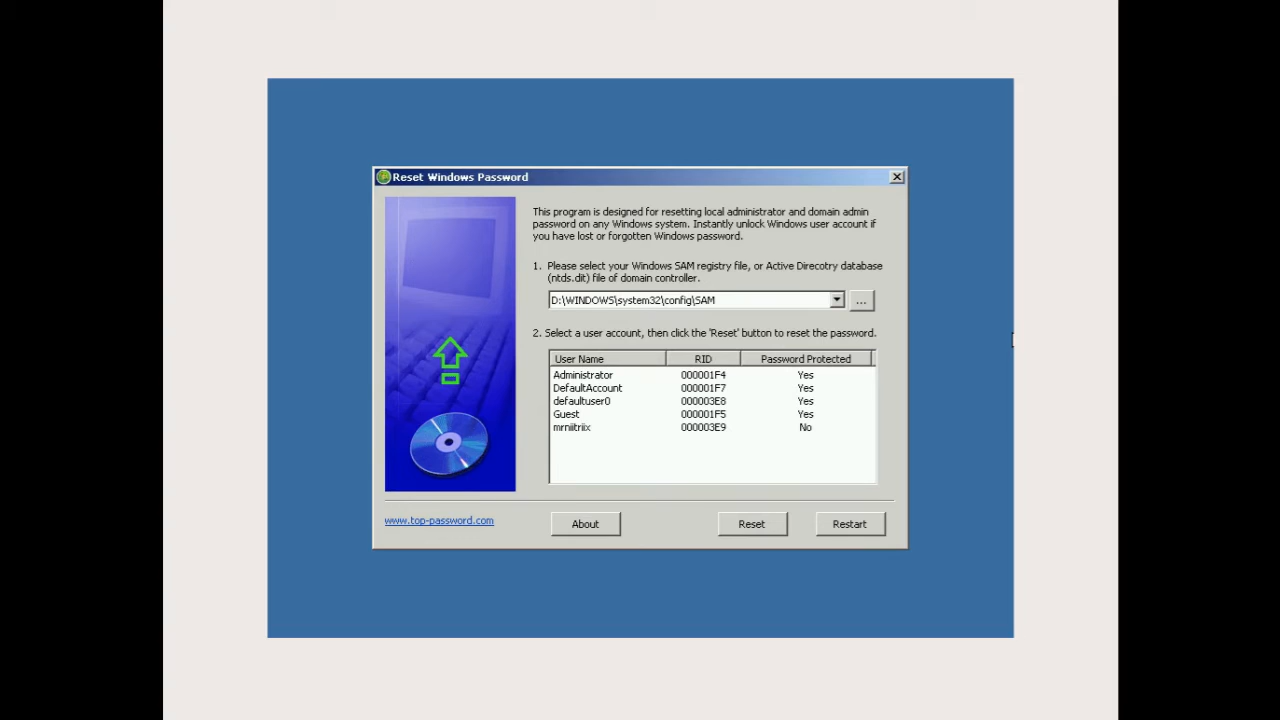 Reset Windows Password
This program is designed for resetting local administrator and domain admin
password on any Windows system. Instantly unlock Windows user account if
you have lost or forgotten Windows password.
1. Please select your Windows SAM registry file, or Active Direcotry database
(ntds.dit) file of domain controller.
D:\WINDOWS\system32\config\SAM
...
2. Select a user account, then click the 'Reset' button to reset the password.
User Name RID Password Protected
Administrator 000001F4 Yes
DefaultAccount 000001F7 Yes
defaultuser0 000003E8 Yes
Guest 000001F5 Yes
mrniitriix 000003E9 No
www.top-password.com About Reset Restart